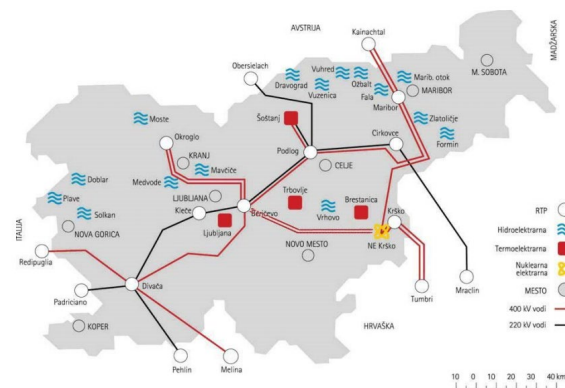 AVSTRIJA
MADŽARSKA
Kainachtal
Obersielach
M. SOBOTA
Dravograd
Vuhred
Vuzenica
Ožbalt
Fala
Marib. otok
MARIBOR
Maribor
Zlatoličje
Formin
Moste
Šoštanj
Okroglo
KRANJ
Mavčiče
Podlog
Cirkovce
CELJE
Medvode
Doblar
Plave
Solkan
NOVA GORICA
ITALIJA
LJUBLJANA
Kleče
Beričevo
Ljubljana
Trbovlje
Vrhovo
Brestanica
Krško
NE Krško
NOVO MESTO
Redipuglia
Divača
Padriciano
KOPER
Pehlin
Melina
HRVAŠKA
Tumbri
Mraclin
RTP
Hidroelektrarna
Termoelektrarna
Nuklearna
elektrarna
MESTO
400 kV vodi
220 kV vodi
10 0 10 20 30 40 km